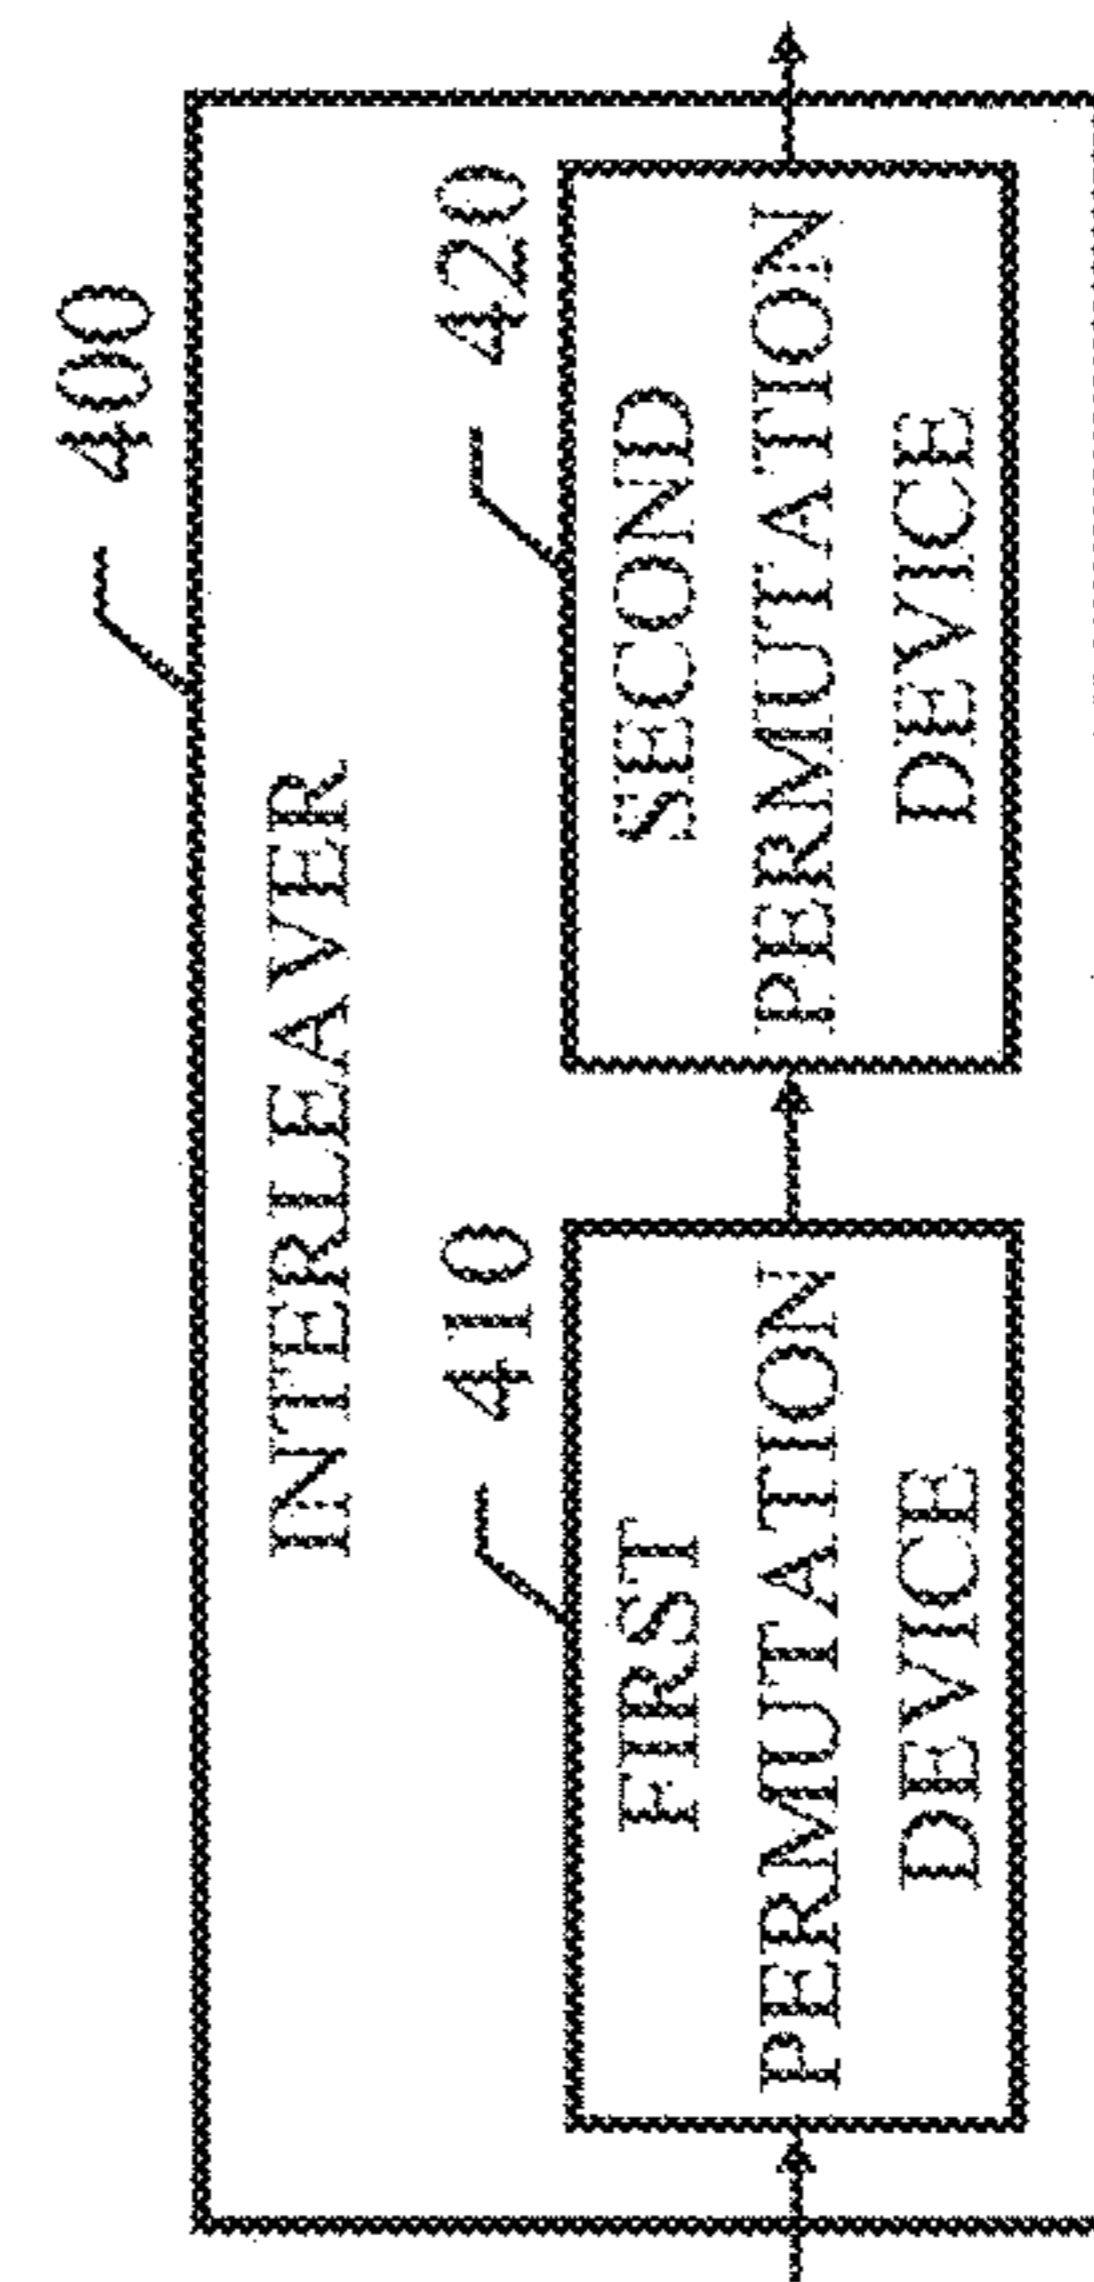 400
INTERLEAVER
410
FIRST
PERMUTATION
DEVICE
420
SECOND
PERMUTATION
DEVICE